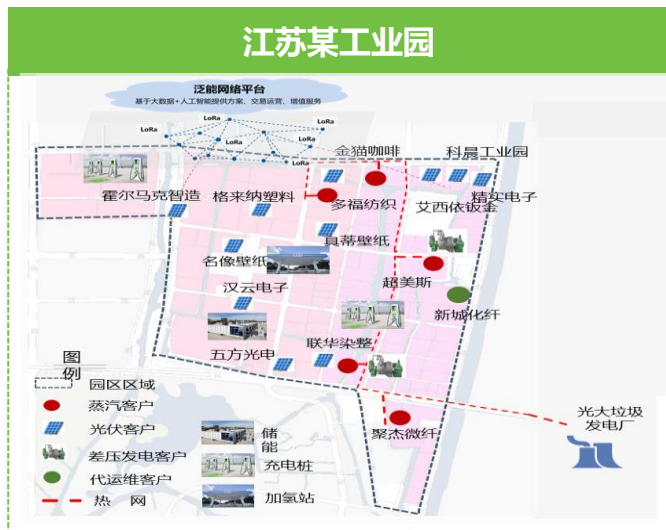 江苏某工业园
泛能网络平台
基于大数据+人工智能提供方案、交易运营、增值服务
LoRa
LoRa
LoRa
LoRa
LoRa
LoRa
金猫咖啡
科晨工业园
霍尔马克智造
格来纳塑料
多福纺织
艾西依钣金
精实电子
真蒂壁纸
名像壁纸
超美斯
汉云电子
新城化纤
五方光电
联华染整
聚杰微纤
光大垃圾
发电厂
图
例
园区区域
蒸汽客户
光伏客户
差压发电客户
代运维客户
热 网
储
能
充电桩
加氢站